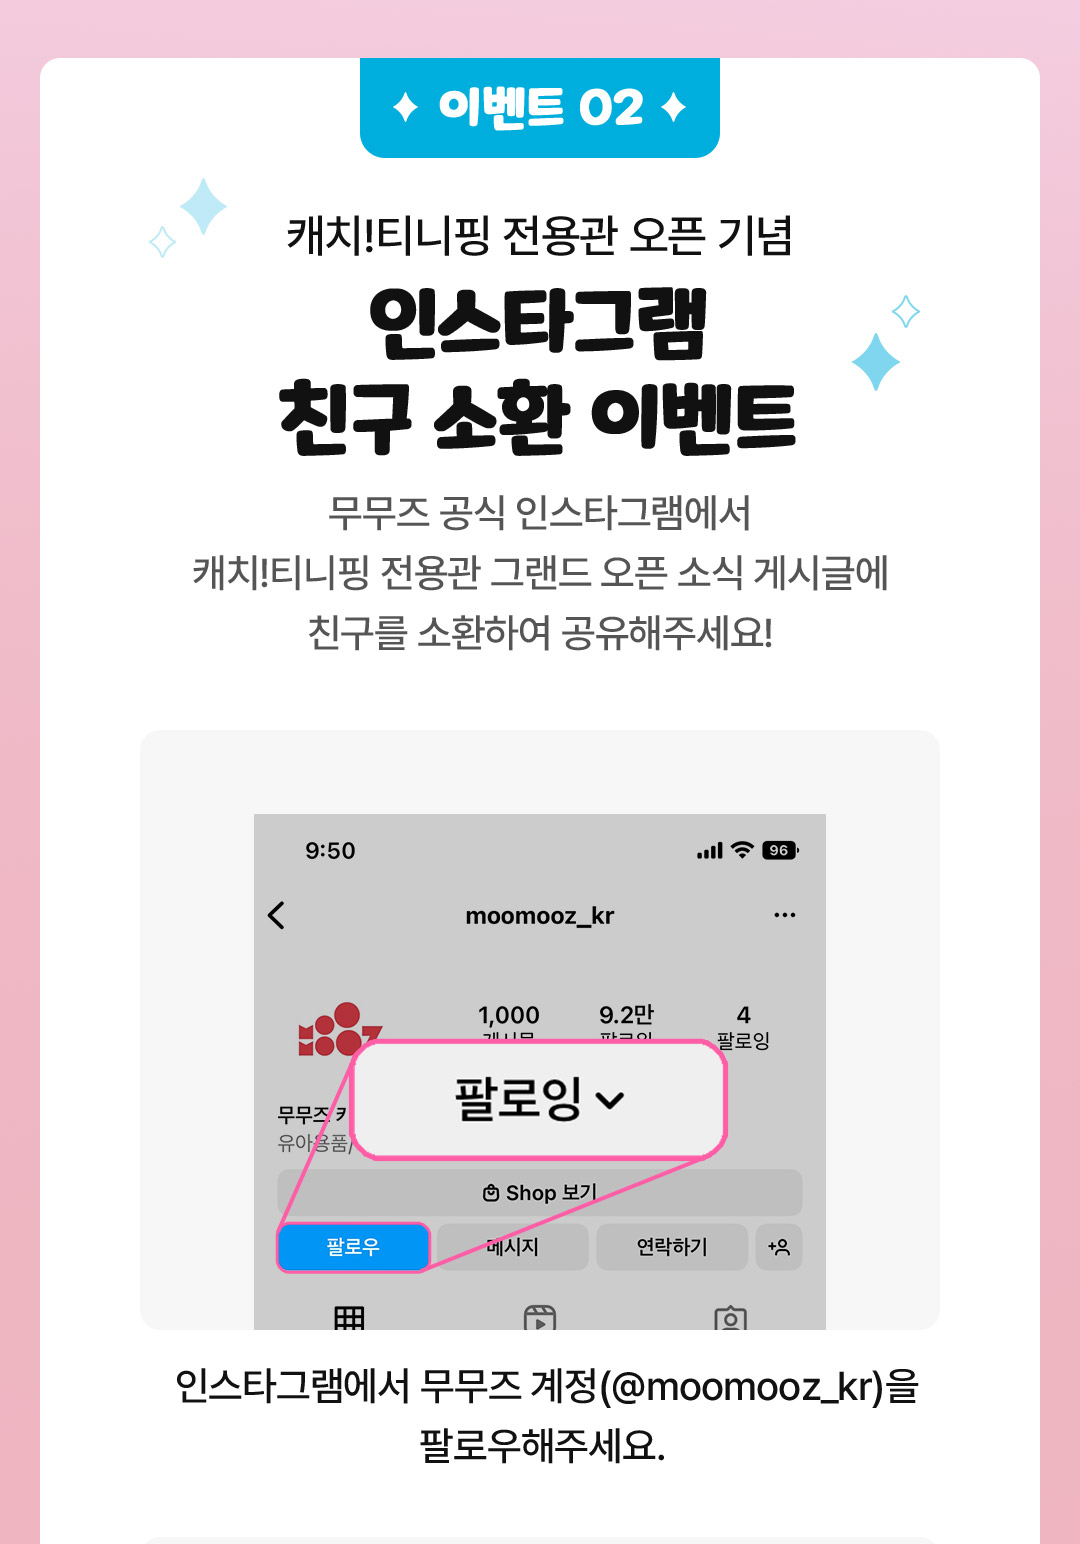 이벤트 02
캐치!티니핑 전용관 오픈 기념
인스타그램
친구 소환 이벤트
무무즈 공식 인스타그램에서
캐치!티니핑 전용관 그랜드 오픈 소식 게시글에
친구를 소환하여 공유해주세요!
9:50 96
moomooz_kr
1,000 9.2만 4
팔로잉
팔로잉
무무즈
유아용품/
Shop 보기
팔로우 메시지 연락하기
인스타그램에서 무무즈 계정(@moomooz_kr)을
팔로우해주세요.